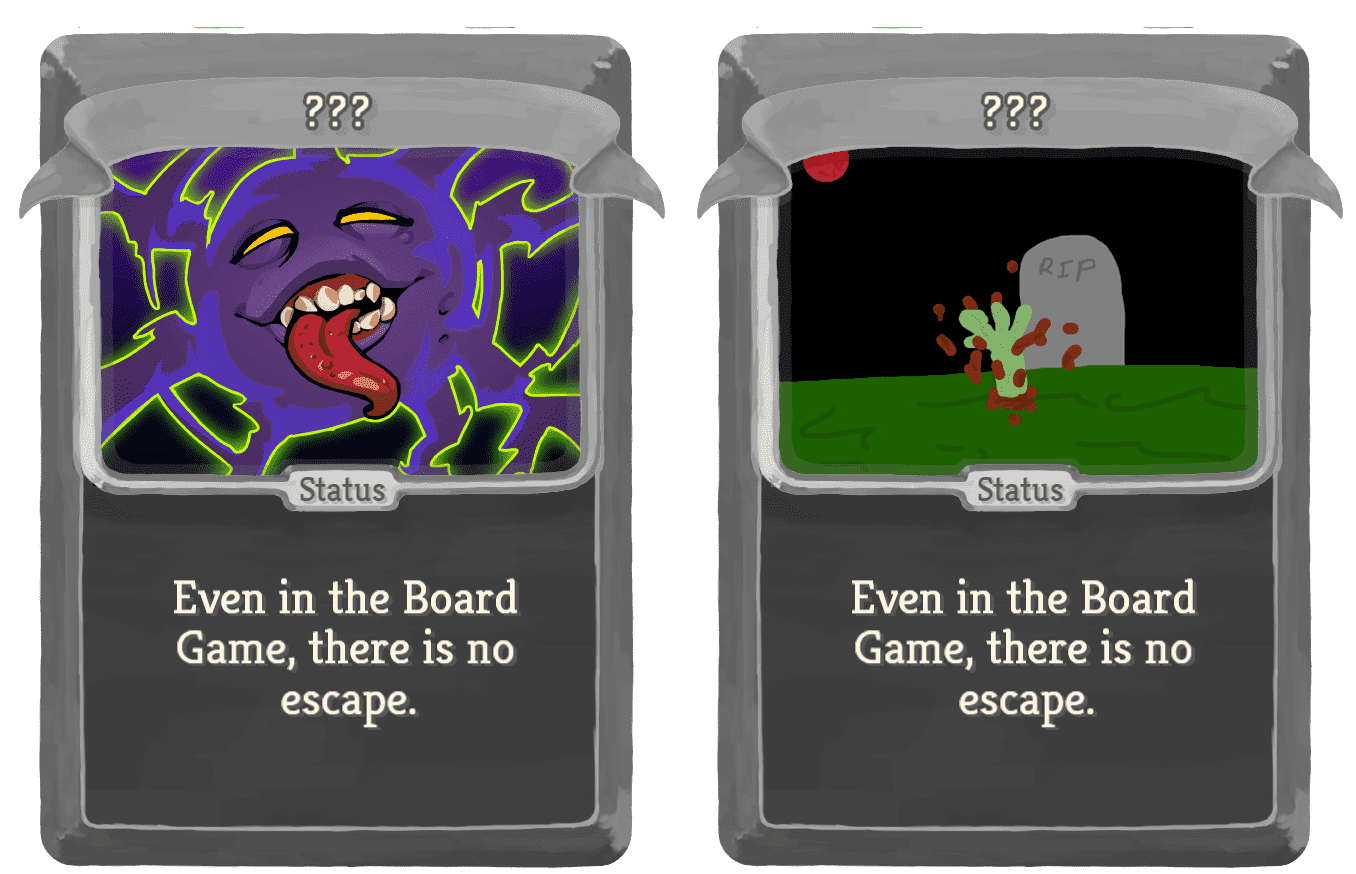 ???
Status
Even in the Board
Game, there is no
escape.
???
RIP
Status
Even in the Board
Game, there is no
escape.